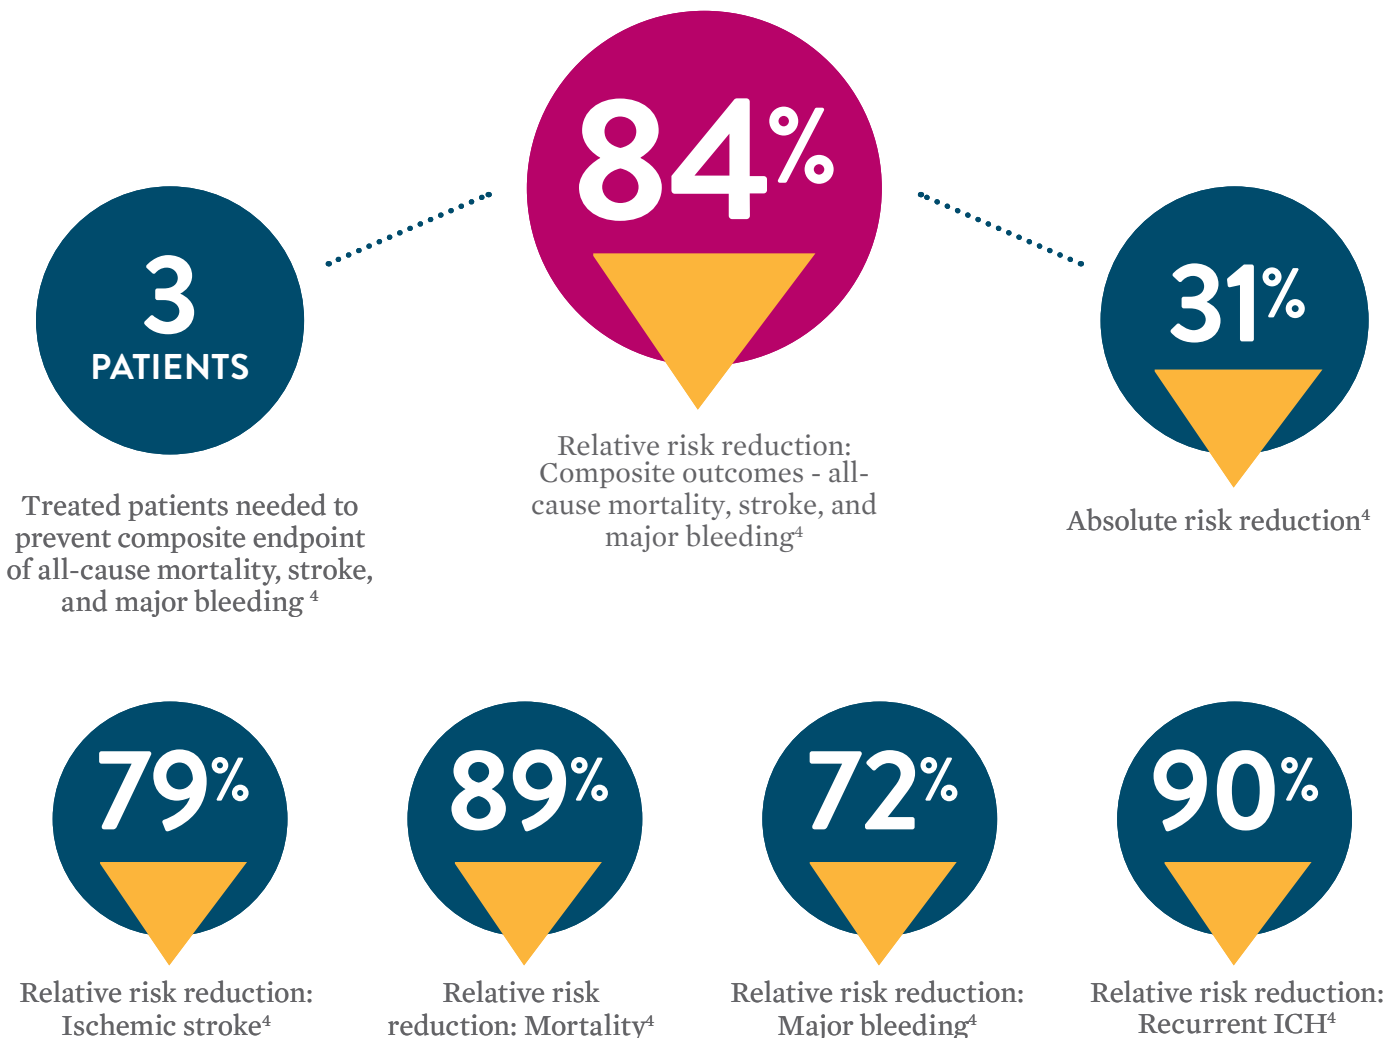 84%
3
PATIENTS
31%
Relative risk reduction:
Composite outcomes - all-
cause mortality, stroke, and
major bleeding⁴
Treated patients needed to
prevent composite endpoint
of all-cause mortality, stroke,
and major bleeding ⁴
Absolute risk reduction⁴
79%
89%
72%
90%
Relative risk reduction:
Ischemic stroke⁴
Relative risk
reduction: Mortality⁴
Relative risk reduction:
Major bleeding⁴
Relative risk reduction:
Recurrent ICH⁴